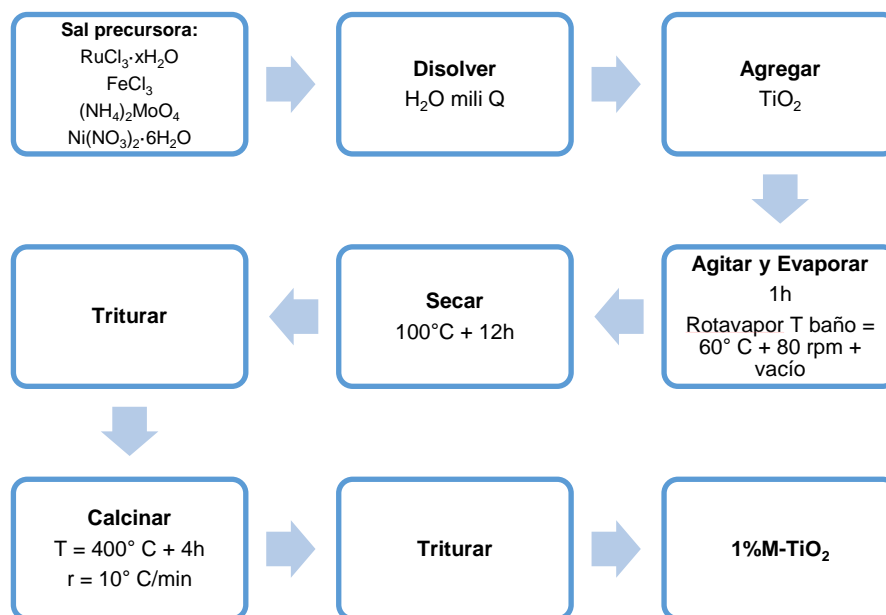 Sal precursora:
RuCl₃·xH₂O
FeCl₃
(NH₄)₂MoO₄
Ni(NO₃)₂·6H₂O
Disolver
H₂O mili Q
Agregar
TiO₂
Agitar y Evaporar
1h
Rotavapor T baño =
60° C + 80 rpm +
vacío
Secar
100°C + 12h
Triturar
Calcinar
T = 400° C + 4h
r = 10° C/min
Triturar
1%M-TiO₂